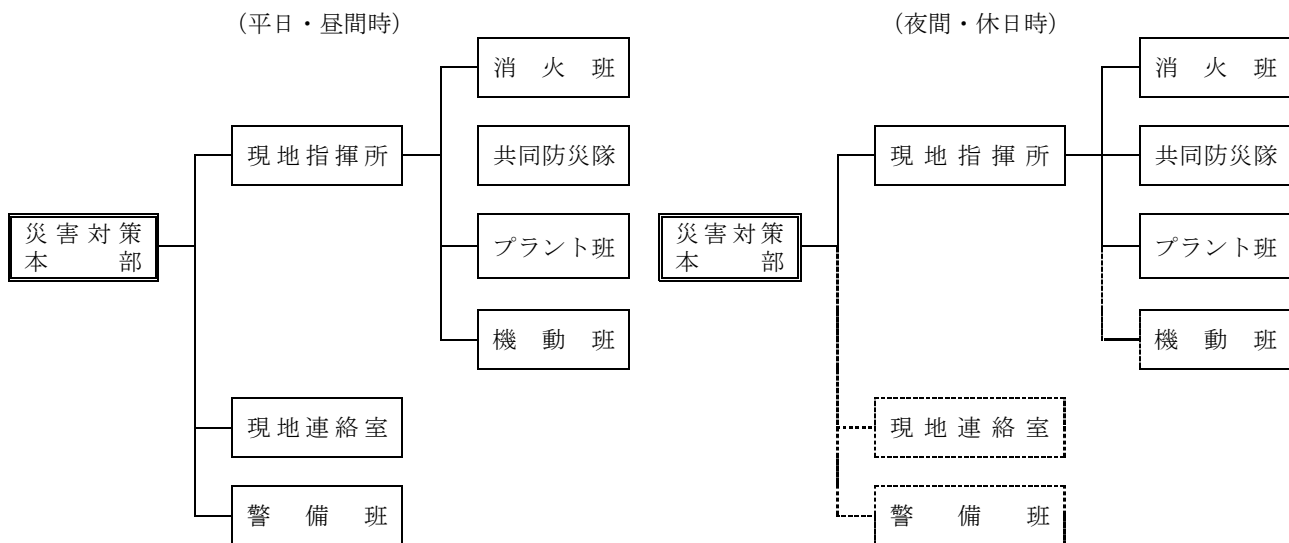 （平日・昼間時）
消火班
現地指揮所
共同防災隊
災害対策
本部
プラント班
機動班
現地連絡室
警備班
（夜間・休日時）
消火班
現地指揮所
共同防災隊
災害対策
本部
プラント班
機動班
現地連絡室
警備班